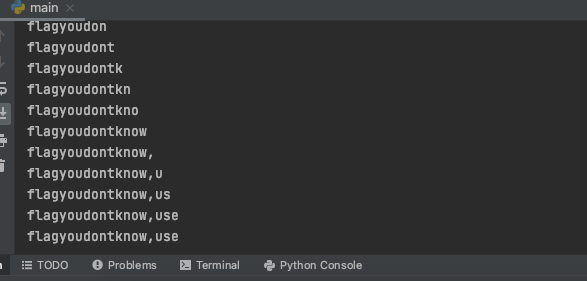 main
flagyoudon
flagyoudont
flagyoudontk
flagyoudontkn
flagyoudontkno
flagyoudontknow
flagyoudontknow,
flagyoudontknow,u
flagyoudontknow,us
flagyoudontknow,use
flagyoudontknow,use
TODO Problems Terminal Python Console